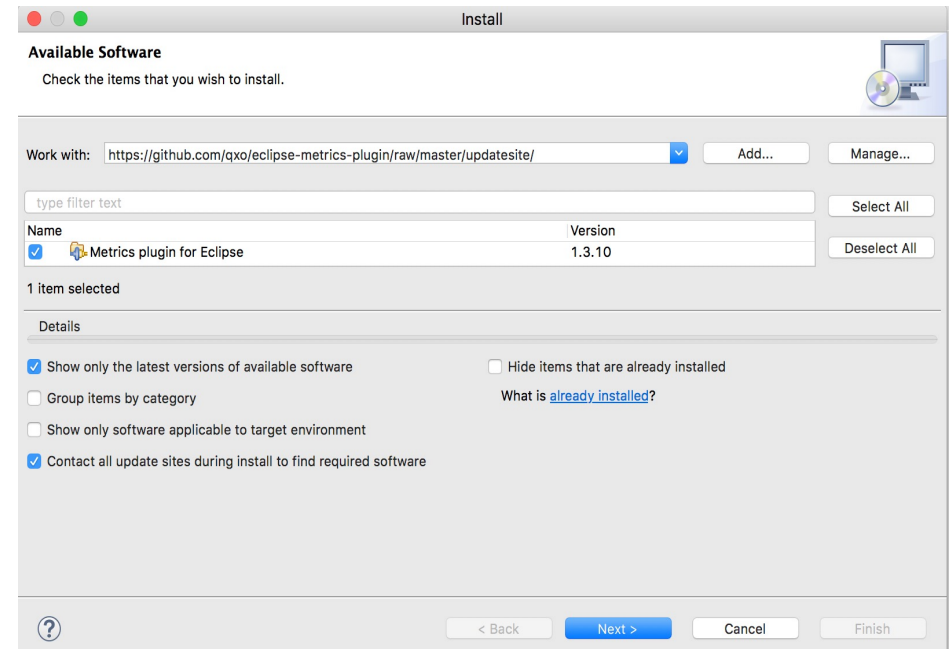 Install
Available Software
Check the items that you wish to install.
Work with: https://github.com/qxo/eclipse-metrics-plugin/raw/master/updatesite/ Add... Manage...
type filter text Select All
Name Version
Metrics plugin for Eclipse 1.3.10 Deselect All
1 item selected
Details
Show only the latest versions of available software Hide items that are already installed
Group items by category What is already installed?
Show only software applicable to target environment
Contact all update sites during install to find required software
? < Back Next > Cancel Finish